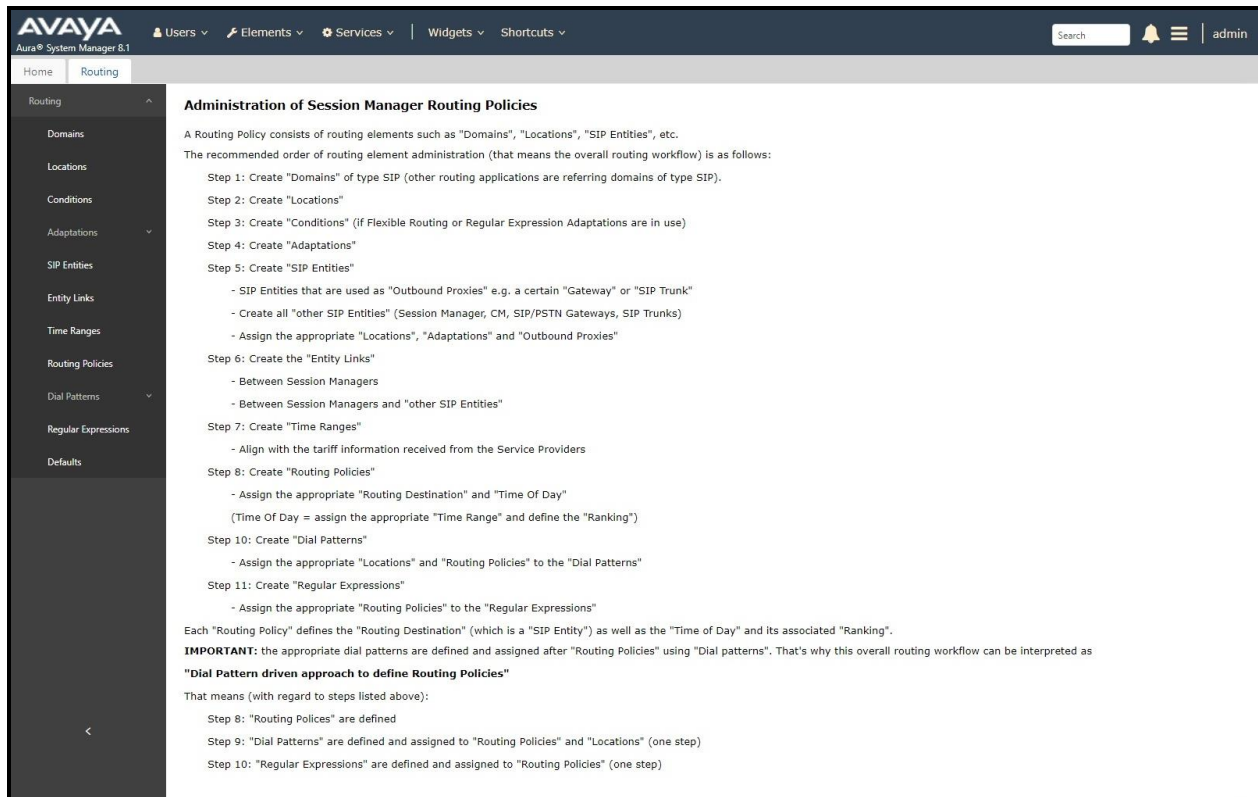 AVAYA
Aura® System Manager 8.1
Users
Elements
Services
Widgets
Shortcuts
Search
admin
Home
Routing
Routing
Domains
Locations
Conditions
Adaptations
SIP Entities
Entity Links
Time Ranges
Routing Policies
Dial Patterns
Regular Expressions
Defaults
Administration of Session Manager Routing Policies
A Routing Policy consists of routing elements such as "Domains", "Locations", "SIP Entities", etc.
The recommended order of routing element administration (that means the overall routing workflow) is as follows:
Step 1: Create "Domains" of type SIP (other routing applications are referring domains of type SIP).
Step 2: Create "Locations"
Step 3: Create "Conditions" (if Flexible Routing or Regular Expression Adaptations are in use)
Step 4: Create "Adaptations"
Step 5: Create "SIP Entities"
- SIP Entities that are used as "Outbound Proxies" e.g. a certain "Gateway" or "SIP Trunk"
- Create all "other SIP Entities" (Session Manager, CM, SIP/PSTN Gateways, SIP Trunks)
- Assign the appropriate "Locations", "Adaptations" and "Outbound Proxies"
Step 6: Create the "Entity Links"
- Between Session Managers
- Between Session Managers and "other SIP Entities"
Step 7: Create "Time Ranges"
- Align with the tariff information received from the Service Providers
Step 8: Create "Routing Policies"
- Assign the appropriate "Routing Destination" and "Time Of Day"
(Time Of Day = assign the appropriate "Time Range" and define the "Ranking")
Step 10: Create "Dial Patterns"
- Assign the appropriate "Locations" and "Routing Policies" to the "Dial Patterns"
Step 11: Create "Regular Expressions"
- Assign the appropriate "Routing Policies" to the "Regular Expressions"
Each "Routing Policy" defines the "Routing Destination" (which is a "SIP Entity") as well as the "Time of Day" and its associated "Ranking".
IMPORTANT: the appropriate dial patterns are defined and assigned after "Routing Policies" using "Dial patterns". That's why this overall routing workflow can be interpreted as
"Dial Pattern driven approach to define Routing Policies"
That means (with regard to steps listed above):
Step 8: "Routing Polices" are defined
Step 9: "Dial Patterns" are defined and assigned to "Routing Policies" and "Locations" (one step)
Step 10: "Regular Expressions" are defined and assigned to "Routing Policies" (one step)